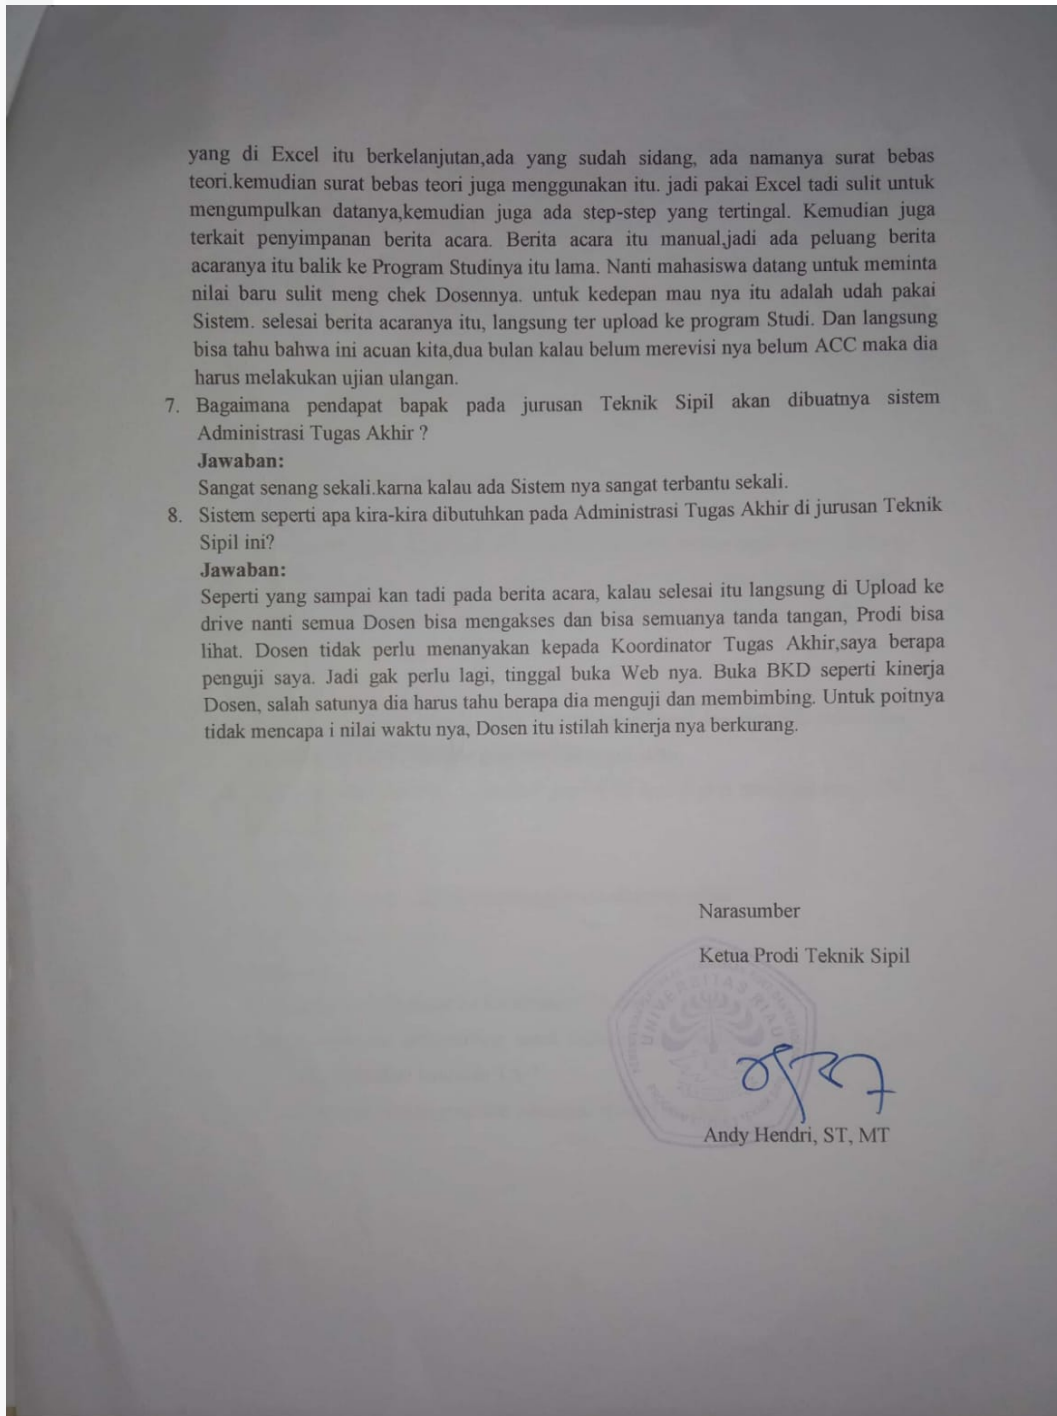 yang di Excel itu berkelanjutan,ada yang sudah sidang, ada namanya surat bebas
teori.kemudian surat bebas teori juga menggunakan itu. jadi pakai Excel tadi sulit untuk
mengumpulkan datanya,kemudian juga ada step-step yang tertingal. Kemudian juga
terkait penyimpanan berita acara. Berita acara itu manual,jadi ada peluang berita
acaranya itu balik ke Program Studinya itu lama. Nanti mahasiswa datang untuk meminta
nilai baru sulit meng chek Dosennya. untuk kedepan mau nya itu adalah udah pakai
Sistem. selesai berita acaranya itu, langsung ter upload ke program Studi. Dan langsung
bisa tahu bahwa ini acuan kita,dua bulan kalau belum merevisi nya belum ACC maka dia
harus melakukan ujian ulangan.
7. Bagaimana pendapat bapak pada jurusan Teknik Sipil akan dibuatnya sistem
Administrasi Tugas Akhir ?
Jawaban:
Sangat senang sekali.karna kalau ada Sistem nya sangat terbantu sekali.
8. Sistem seperti apa kira-kira dibutuhkan pada Administrasi Tugas Akhir di jurusan Teknik
Sipil ini?
Jawaban:
Seperti yang sampai kan tadi pada berita acara, kalau selesai itu langsung di Upload ke
drive nanti semua Dosen bisa mengakses dan bisa semuanya tanda tangan, Prodi bisa
lihat. Dosen tidak perlu menanyakan kepada Koordinator Tugas Akhir,saya berapa
penguji saya. Jadi gak perlu lagi, tinggal buka Web nya. Buka BKD seperti kinerja
Dosen, salah satunya dia harus tahu berapa dia menguji dan membimbing. Untuk poitnya
tidak mencapa i nilai waktu nya, Dosen itu istilah kinerja nya berkurang.
Narasumber
Ketua Prodi Teknik Sipil
UNIVERSITAS RIAU
Andy Hendri, ST, MT